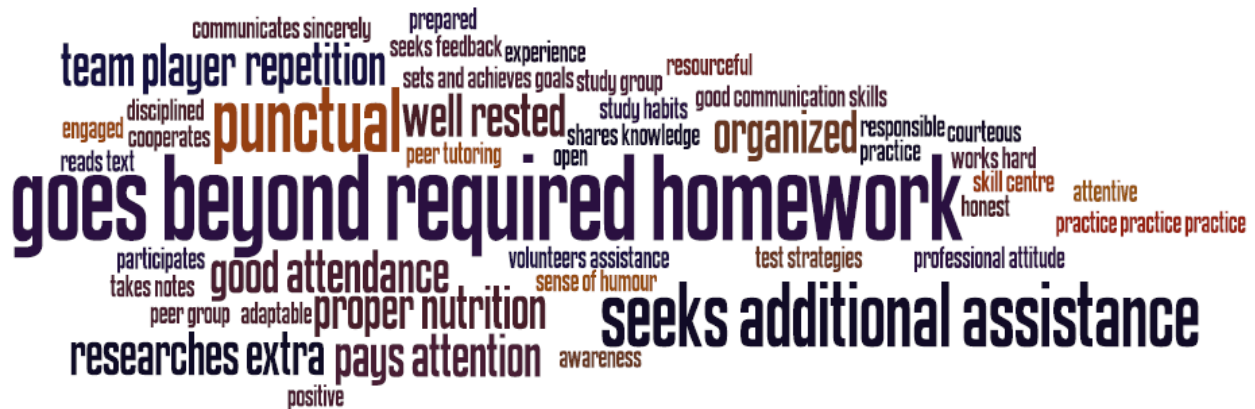 communicates sincerely
prepared
team player
repetition
seeks feedback
experience
sets and achieves goals
study group
resourceful
disciplined
engaged
cooperates
punctual
well rested
study habits
good communication skills
shares knowledge
organized
responsible
courteous
reads text
peer tutoring
open
practice
works hard
goes beyond required homework
skill centre
attentive
honest
practice practice practice
participates
good attendance
volunteers assistance
test strategies
professional attitude
takes notes
sense of humour
peer group
adaptable
proper nutrition
seeks additional assistance
researches extra
pays attention
awareness
positive